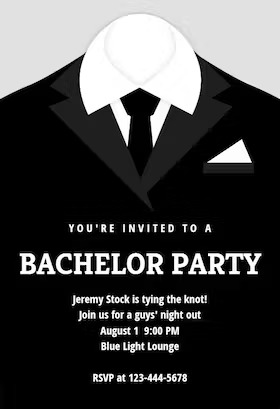 YOU'RE INVITED TO A
BACHELOR PARTY
Jeremy Stock is tying the knot!
Join us for a guys' night out
August 1 9:00 PM
Blue Light Lounge
RSVP at 123-444-5678